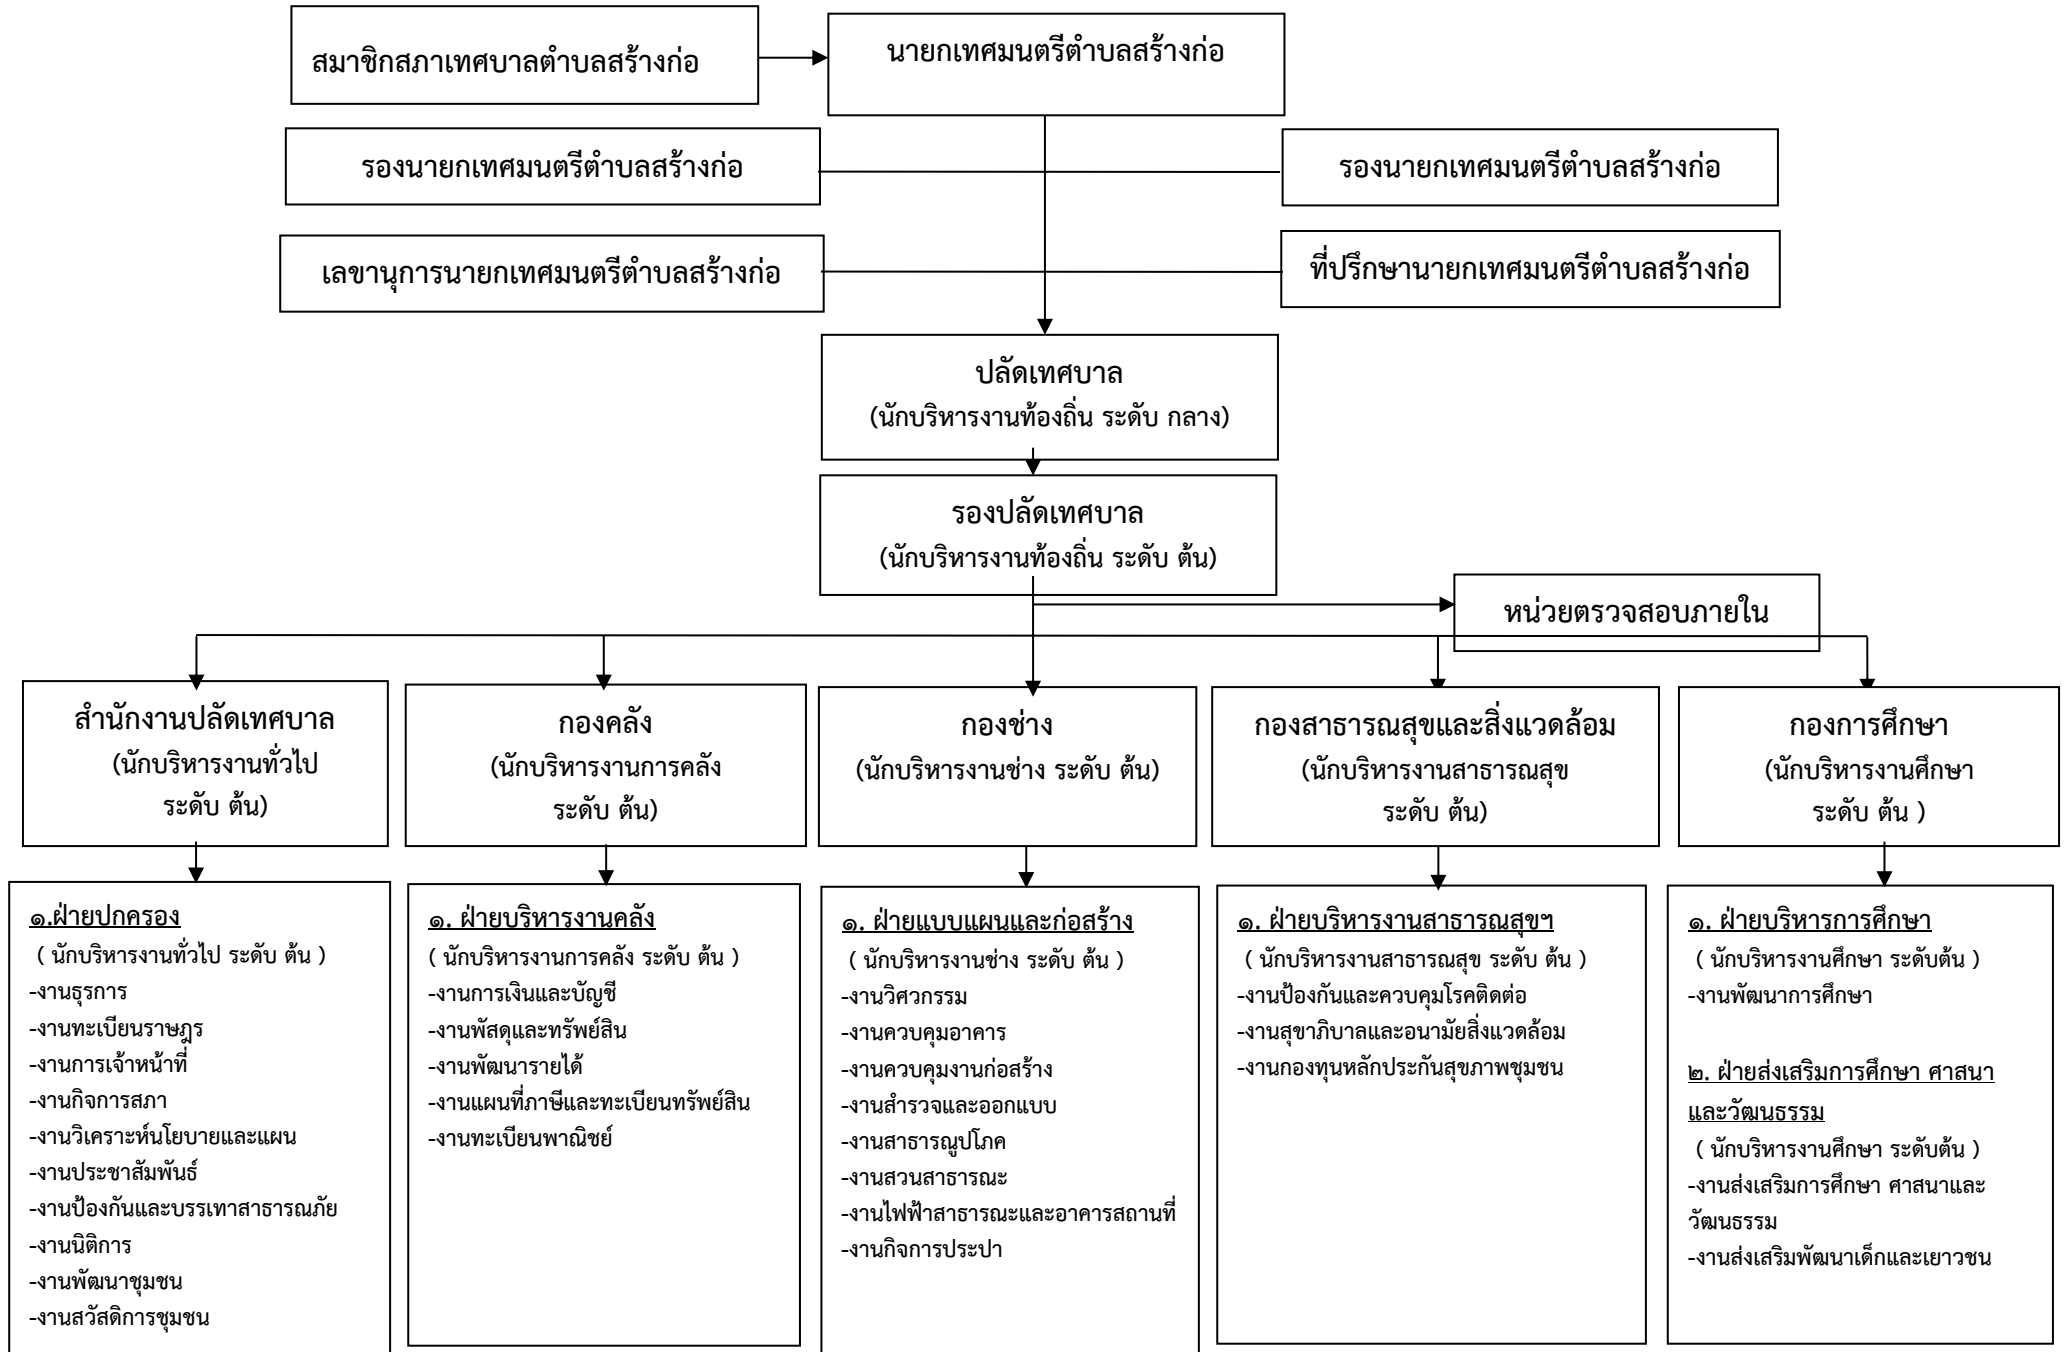 สมาชิกสภาเทศบาลตำบลสร้างก่อ
นายกเทศมนตรีตำบลสร้างก่อ
รองนายกเทศมนตรีตำบลสร้างก่อ
รองนายกเทศมนตรีตำบลสร้างก่อ
เลขานุการนายกเทศมนตรีตำบลสร้างก่อ
ที่ปรึกษานายกเทศมนตรีตำบลสร้างก่อ
ปลัดเทศบาล
(นักบริหารงานท้องถิ่น ระดับ กลาง)
รองปลัดเทศบาล
(นักบริหารงานท้องถิ่น ระดับ ต้น)
หน่วยตรวจสอบภายใน
สำนักงานปลัดเทศบาล
(นักบริหารงานทั่วไป
ระดับ ต้น)
กองคลัง
(นักบริหารงานการคลัง
ระดับ ต้น)
กองช่าง
(นักบริหารงานช่าง ระดับ ต้น)
กองสาธารณสุขและสิ่งแวดล้อม
(นักบริหารงานสาธารณสุข
ระดับ ต้น)
กองการศึกษา
(นักบริหารงานศึกษา
ระดับ ต้น )
๑.ฝ่ายปกครอง
( นักบริหารงานทั่วไป ระดับ ต้น )
-งานธุรการ
-งานทะเบียนราษฎร
-งานการเจ้าหน้าที่
-งานกิจการสภา
-งานวิเคราะห์นโยบายและแผน
-งานประชาสัมพันธ์
-งานป้องกันและบรรเทาสาธารณภัย
-งานนิติการ
-งานพัฒนาชุมชน
-งานสวัสดิการชุมชน
๑. ฝ่ายบริหารงานคลัง
( นักบริหารงานการคลัง ระดับ ต้น )
-งานการเงินและบัญชี
-งานพัสดุและทรัพย์สิน
-งานพัฒนารายได้
-งานแผนที่ภาษีและทะเบียนทรัพย์สิน
-งานทะเบียนพาณิชย์
๑. ฝ่ายแบบแผนและก่อสร้าง
( นักบริหารงานช่าง ระดับ ต้น )
-งานวิศวกรรม
-งานควบคุมอาคาร
-งานควบคุมงานก่อสร้าง
-งานสำรวจและออกแบบ
-งานสาธารณูปโภค
-งานสวนสาธารณะ
-งานไฟฟ้าสาธารณะและอาคารสถานที่
-งานกิจการประปา
๑. ฝ่ายบริหารงานสาธารณสุขฯ
( นักบริหารงานสาธารณสุข ระดับ ต้น )
-งานป้องกันและควบคุมโรคติดต่อ
-งานสุขาภิบาลและอนามัยสิ่งแวดล้อม
-งานกองทุนหลักประกันสุขภาพชุมชน
๑. ฝ่ายบริหารการศึกษา
( นักบริหารงานศึกษา ระดับต้น )
-งานพัฒนาการศึกษา
๒. ฝ่ายส่งเสริมการศึกษา ศาสนา
และวัฒนธรรม
( นักบริหารงานศึกษา ระดับต้น )
-งานส่งเสริมการศึกษา ศาสนาและ
วัฒนธรรม
-งานส่งเสริมพัฒนาเด็กและเยาวชน